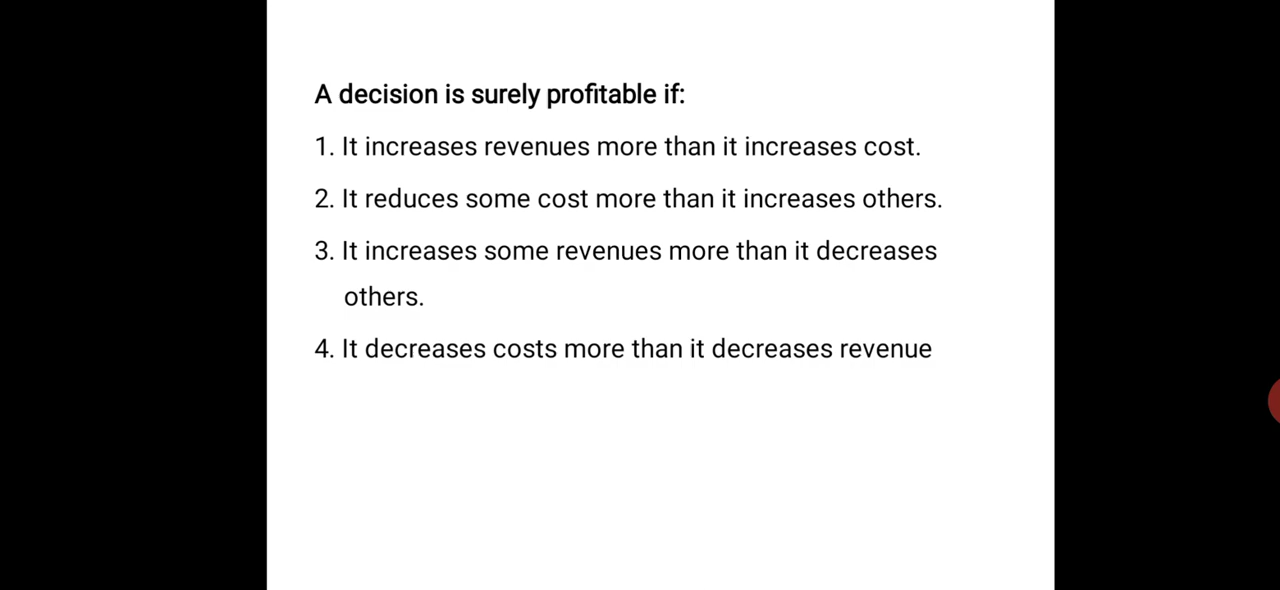 A decision is surely profitable if:
1. It increases revenues more than it increases cost.
2. It reduces some cost more than it increases others.
3. It increases some revenues more than it decreases
others.
4. It decreases costs more than it decreases revenue